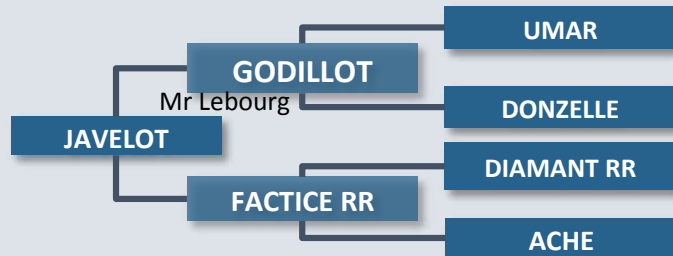 UMAR
GODILLOT
Mr Lebourg
DONZELLE
JAVELOT
DIAMANT RR
FACTICE RR
ACHE